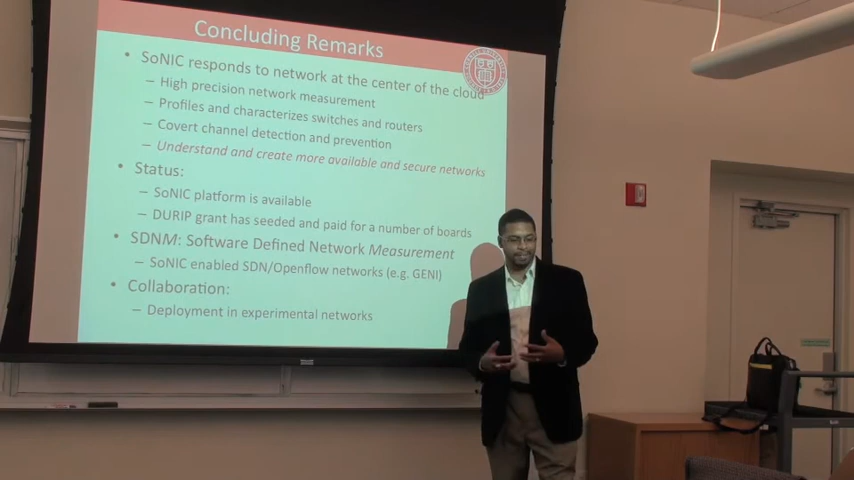 Concluding Remarks
• SoNIC responds to network at the center of the cloud
– High precision network measurement
– Profiles and characterizes switches and routers
– Covert channel detection and prevention
– Understand and create more available and secure networks
• Status:
– SoNIC platform is available
– DURIP grant has seeded and paid for a number of boards
• SDNM: Software Defined Network Measurement
– SoNIC enabled SDN/Openflow networks (e.g. GENI)
• Collaboration:
– Deployment in experimental networks